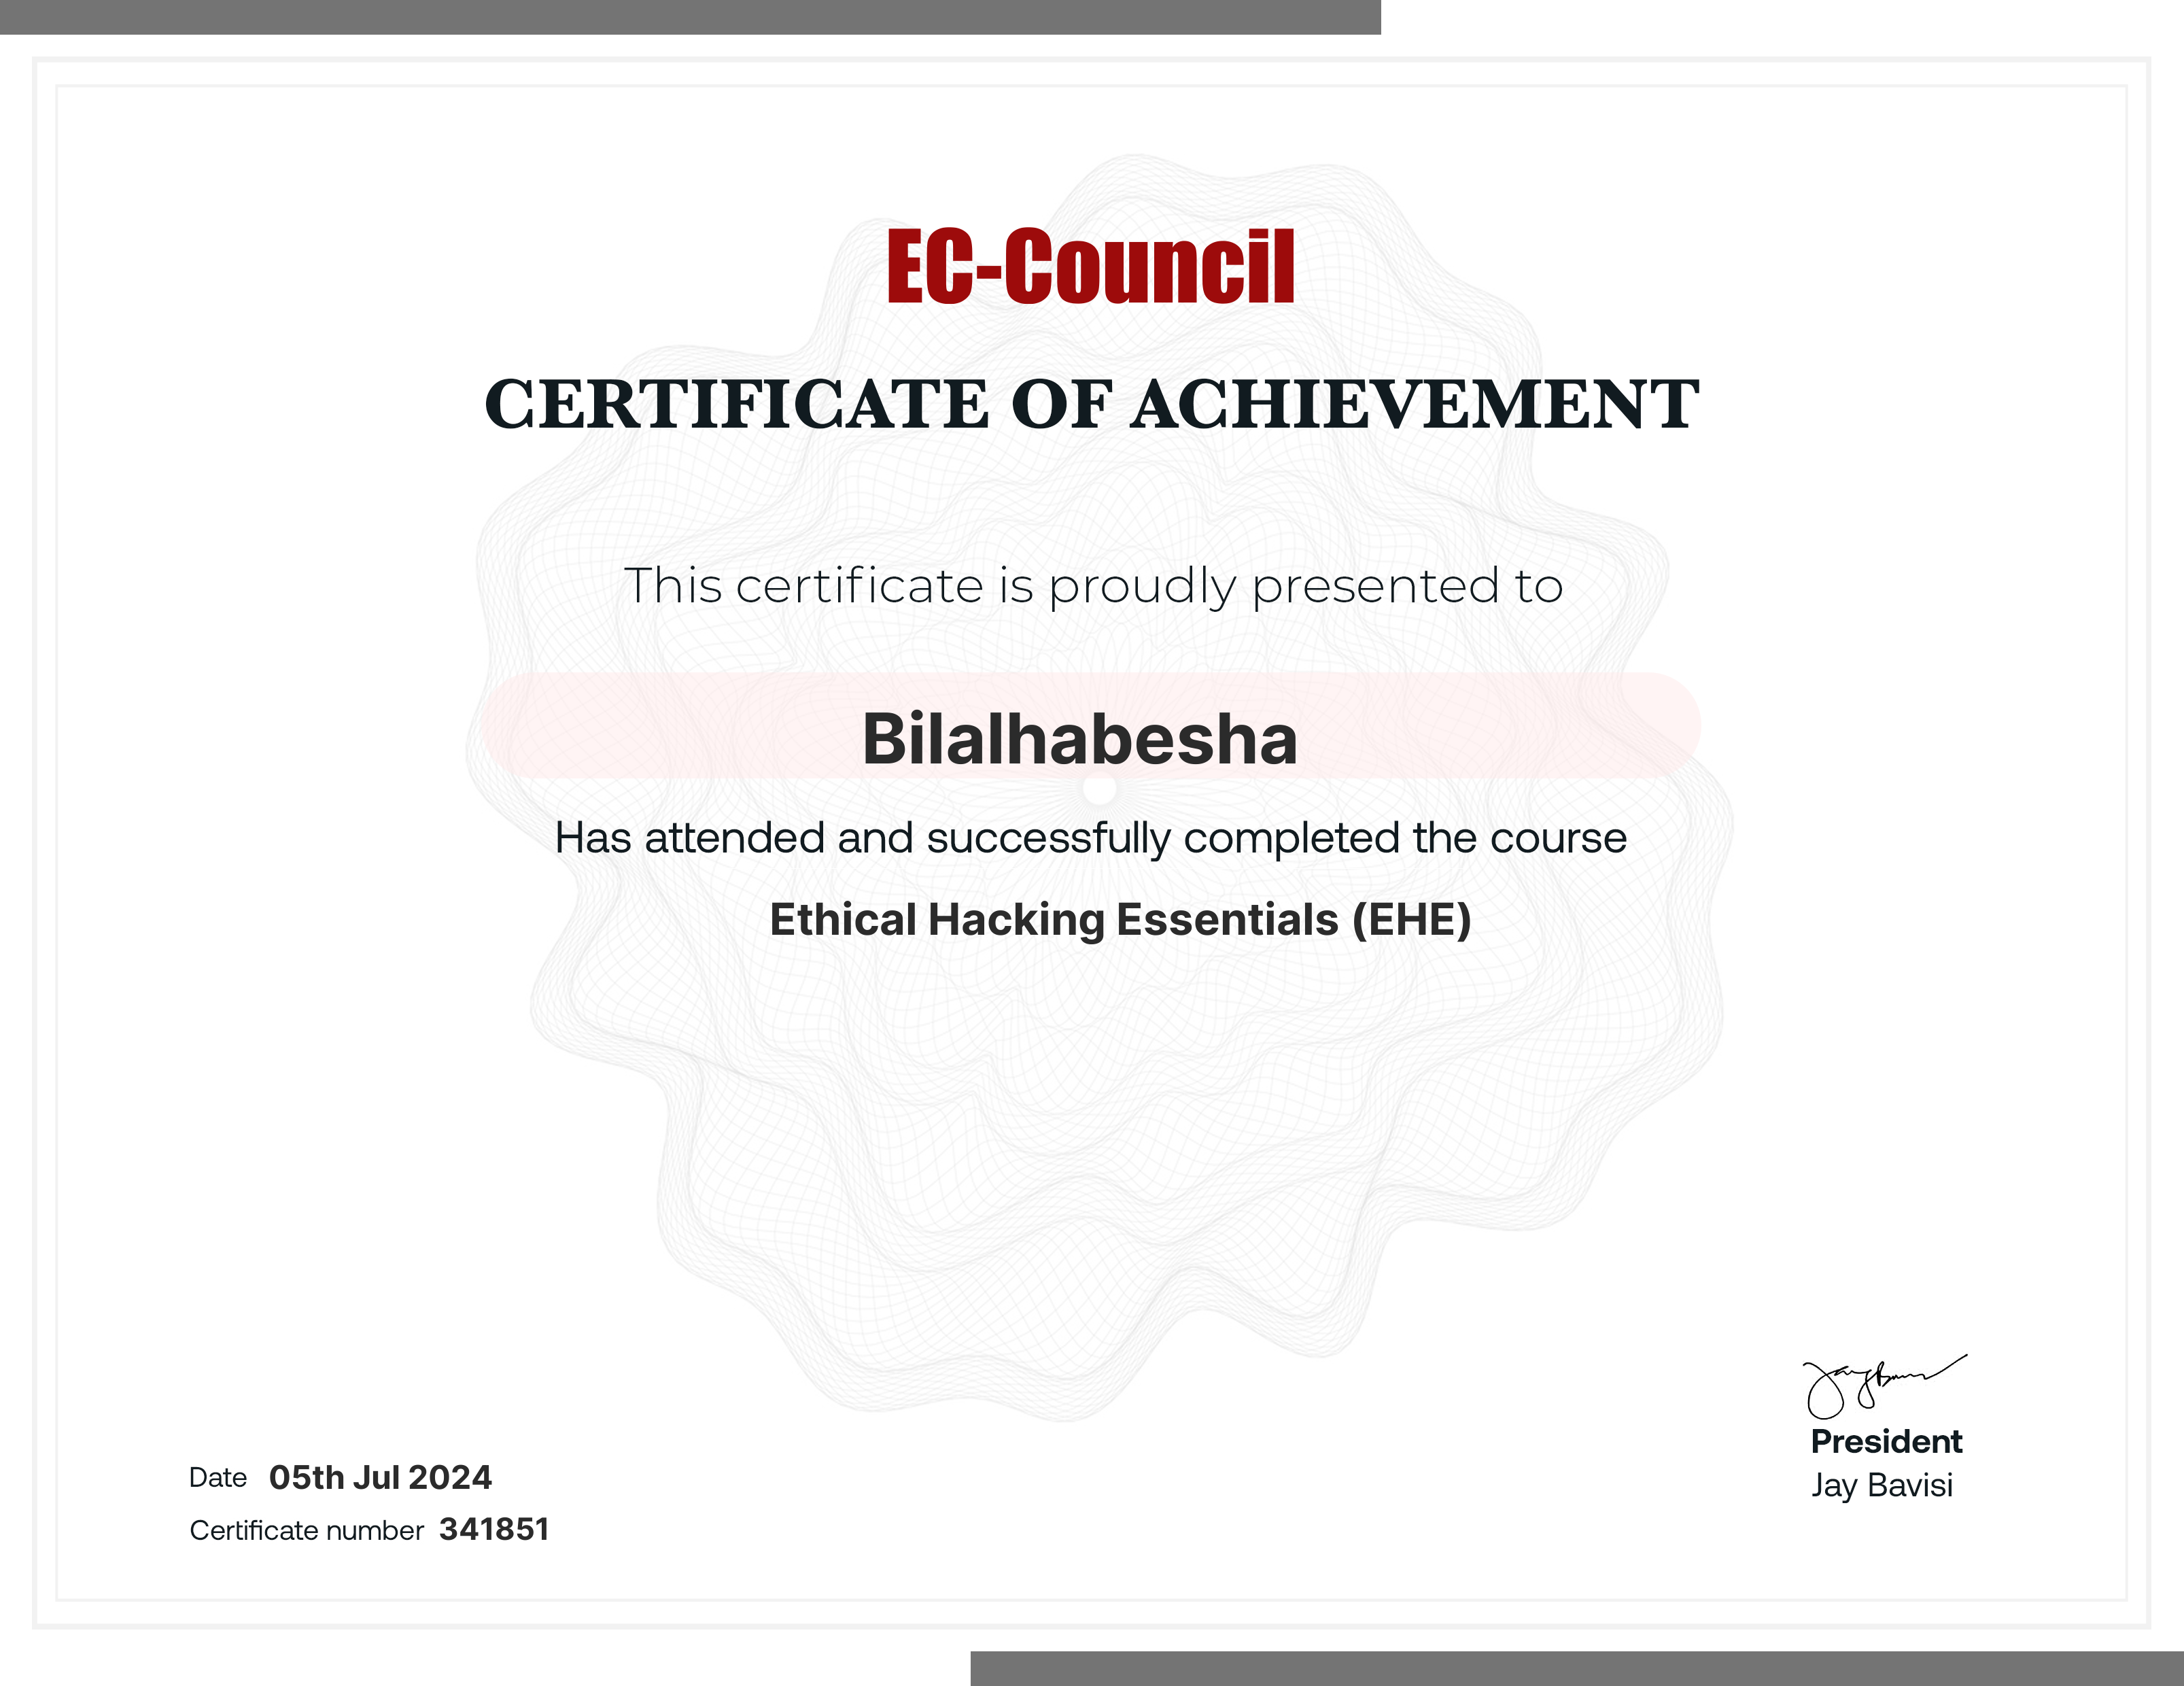 EC-Council
CERTIFICATE OF ACHIEVEMENT
This certificate is proudly presented to
Bilalhabesha
Has attended and successfully completed the course
Ethical Hacking Essentials (EHE)
President
Jay Bavisi
Date 05th Jul 2024
Certificate number 341851